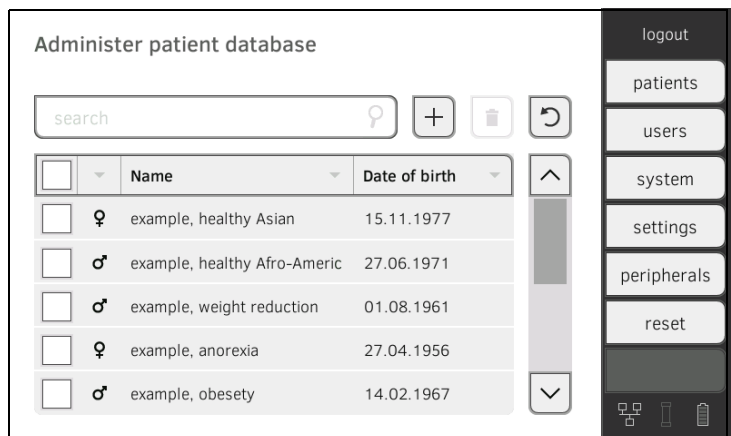 Administer patient database
search
Name Date of birth
example, healthy Asian 15.11.1977
example, healthy Afro-Americ 27.06.1971
example, weight reduction 01.08.1961
example, anorexia 27.04.1956
example, obesety 14.02.1967
logout
patients
users
system
settings
peripherals
reset